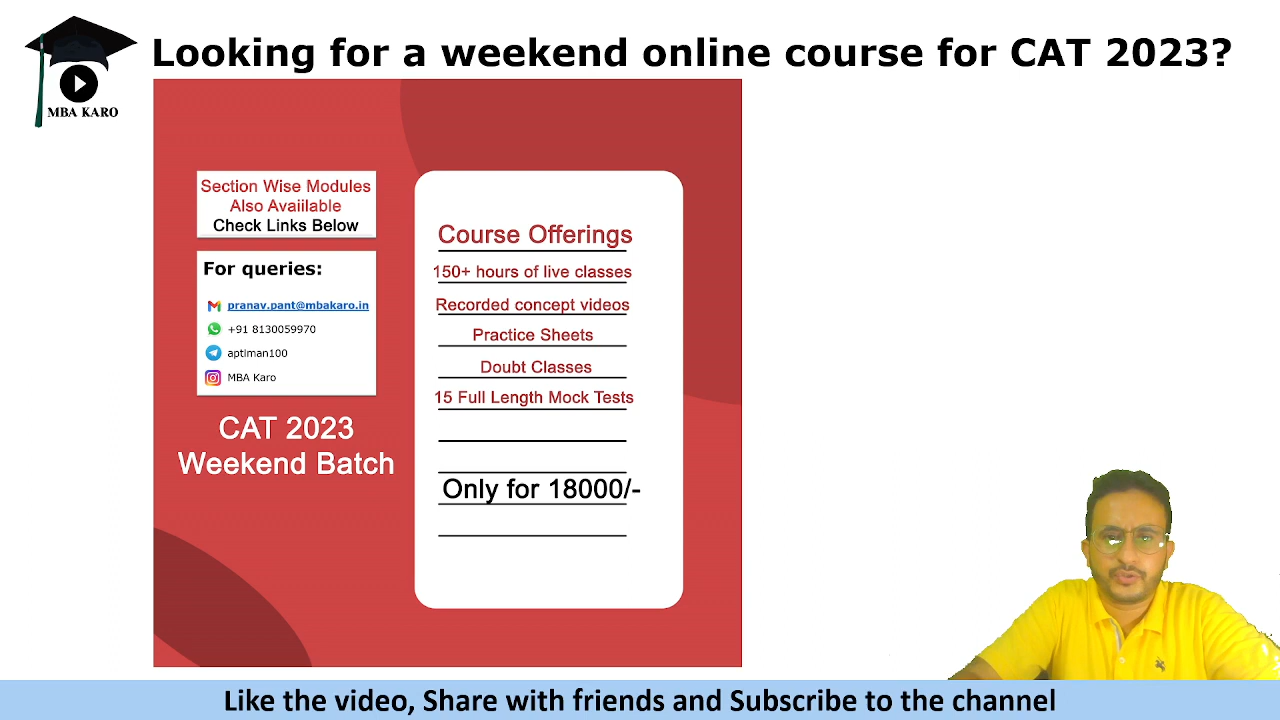 Looking for a weekend online course for CAT 2023?
MBA KARO
Section Wise Modules
Also Avaiilable
Check Links Below
For queries:
pranav.pant@mbakaro.in
+91 8130059970
aptiman100
MBA Karo
CAT 2023
Weekend Batch
Course Offerings
150+ hours of live classes
Recorded concept videos
Practice Sheets
Doubt Classes
15 Full Length Mock Tests
Only for 18000/-
Like the video, Share with friends and Subscribe to the channel